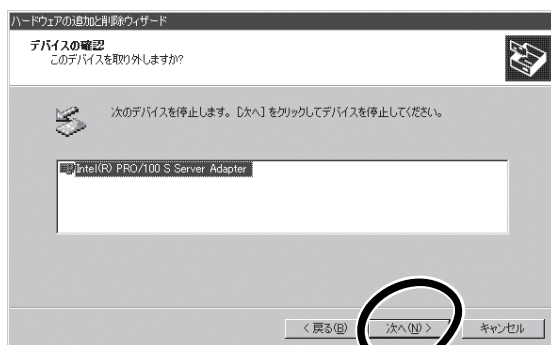 ハードウェアの追加と削除ウィザード
デバイスの確認
このデバイスを取り外しますか?
次のデバイスを停止します。[次へ] をクリックしてデバイスを停止してください。
Intel(R) PRO/100 S Server Adapter
< 戻る(B) 次へ(N) > キャンセル